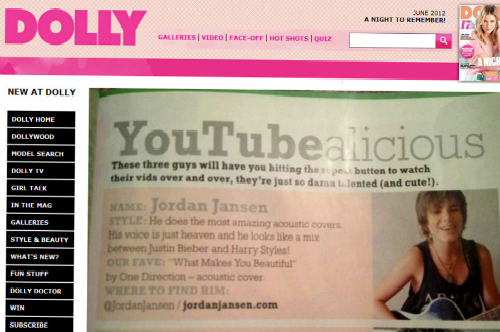 DOLLY
JUNE 2012
A NIGHT TO REMEMBER!
GALLERIES | VIDEO | FACE-OFF | HOT SHOTS | QUIZ
DO
17
A NIGH
NEW AT DOLLY
DOLLY HOME
DOLLYWOOD
MODEL SEARCH
DOLLY TV
GIRL TALK
IN THE MAG
GALLERIES
STYLE & BEAUTY
WHAT'S NEW?
FUN STUFF
DOLLY DOCTOR
WIN
SUBSCRIBE
YouTubealicious
These three guys will have you hitting the repeat button to watch
their vids over and over, they're just so damn talented (and cute!).
NAME: Jordan Jansen
STYLE: He does the most amazing acoustic covers.
His voice is just heaven and he looks like a mix
between Justin Bieber and Harry Styles!
OUR FAVE: "What Makes You Beautiful"
by One Direction – acoustic cover.
WHERE TO FIND HIM:
@JordanJansen / jordanjansen.com